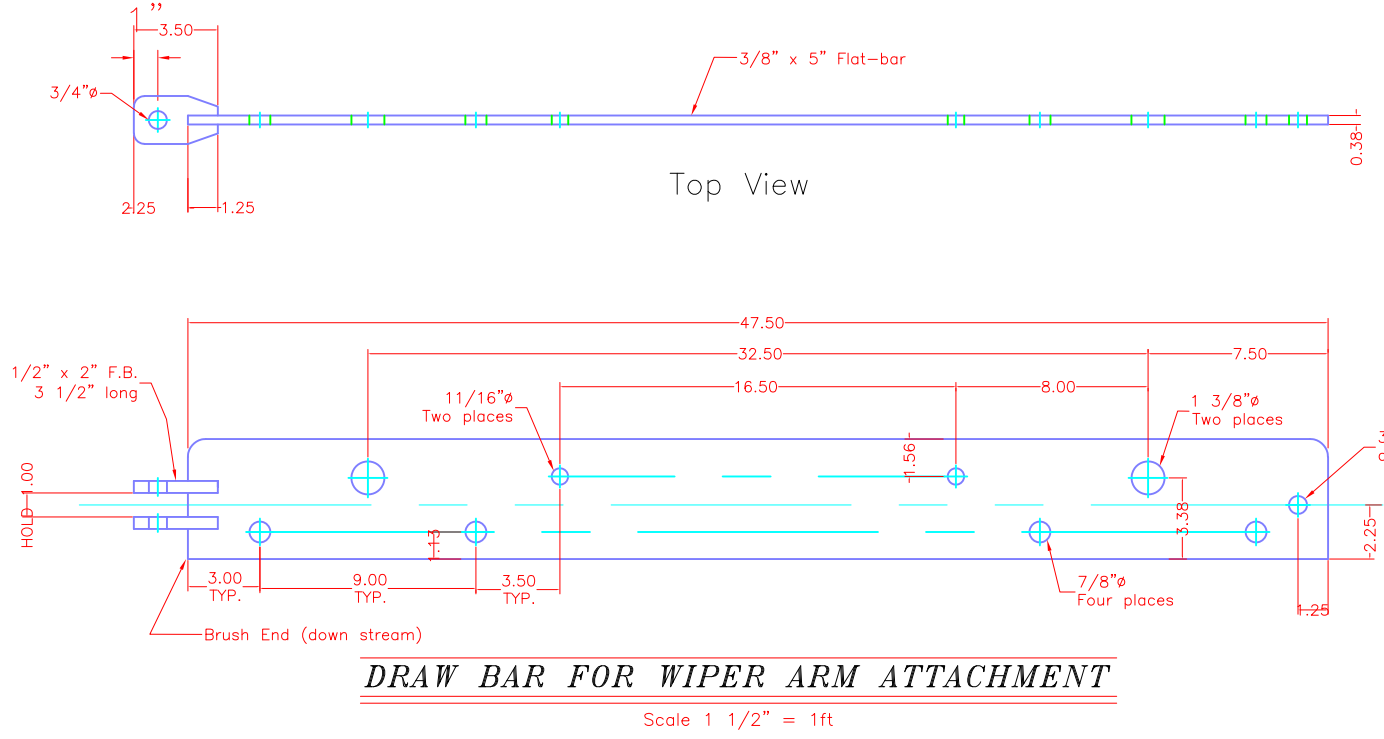 1 "
3.50
3/4"ø
3/8" x 5" Flat-bar
0.38
2.25
1.25
Top View
47.50
32.50
7.50
16.50
8.00
1/2" x 2" F.B.
3 1/2" long
11/16"ø
Two places
1 3/8"ø
Two places
1.56
1.00
HOLD
3.38
2.25
1.13
3.00
TYP.
9.00
TYP.
3.50
TYP.
7/8"ø
Four places
1.25
Brush End (down stream)
DRAW BAR FOR WIPER ARM ATTACHMENT
Scale 1 1/2" = 1ft